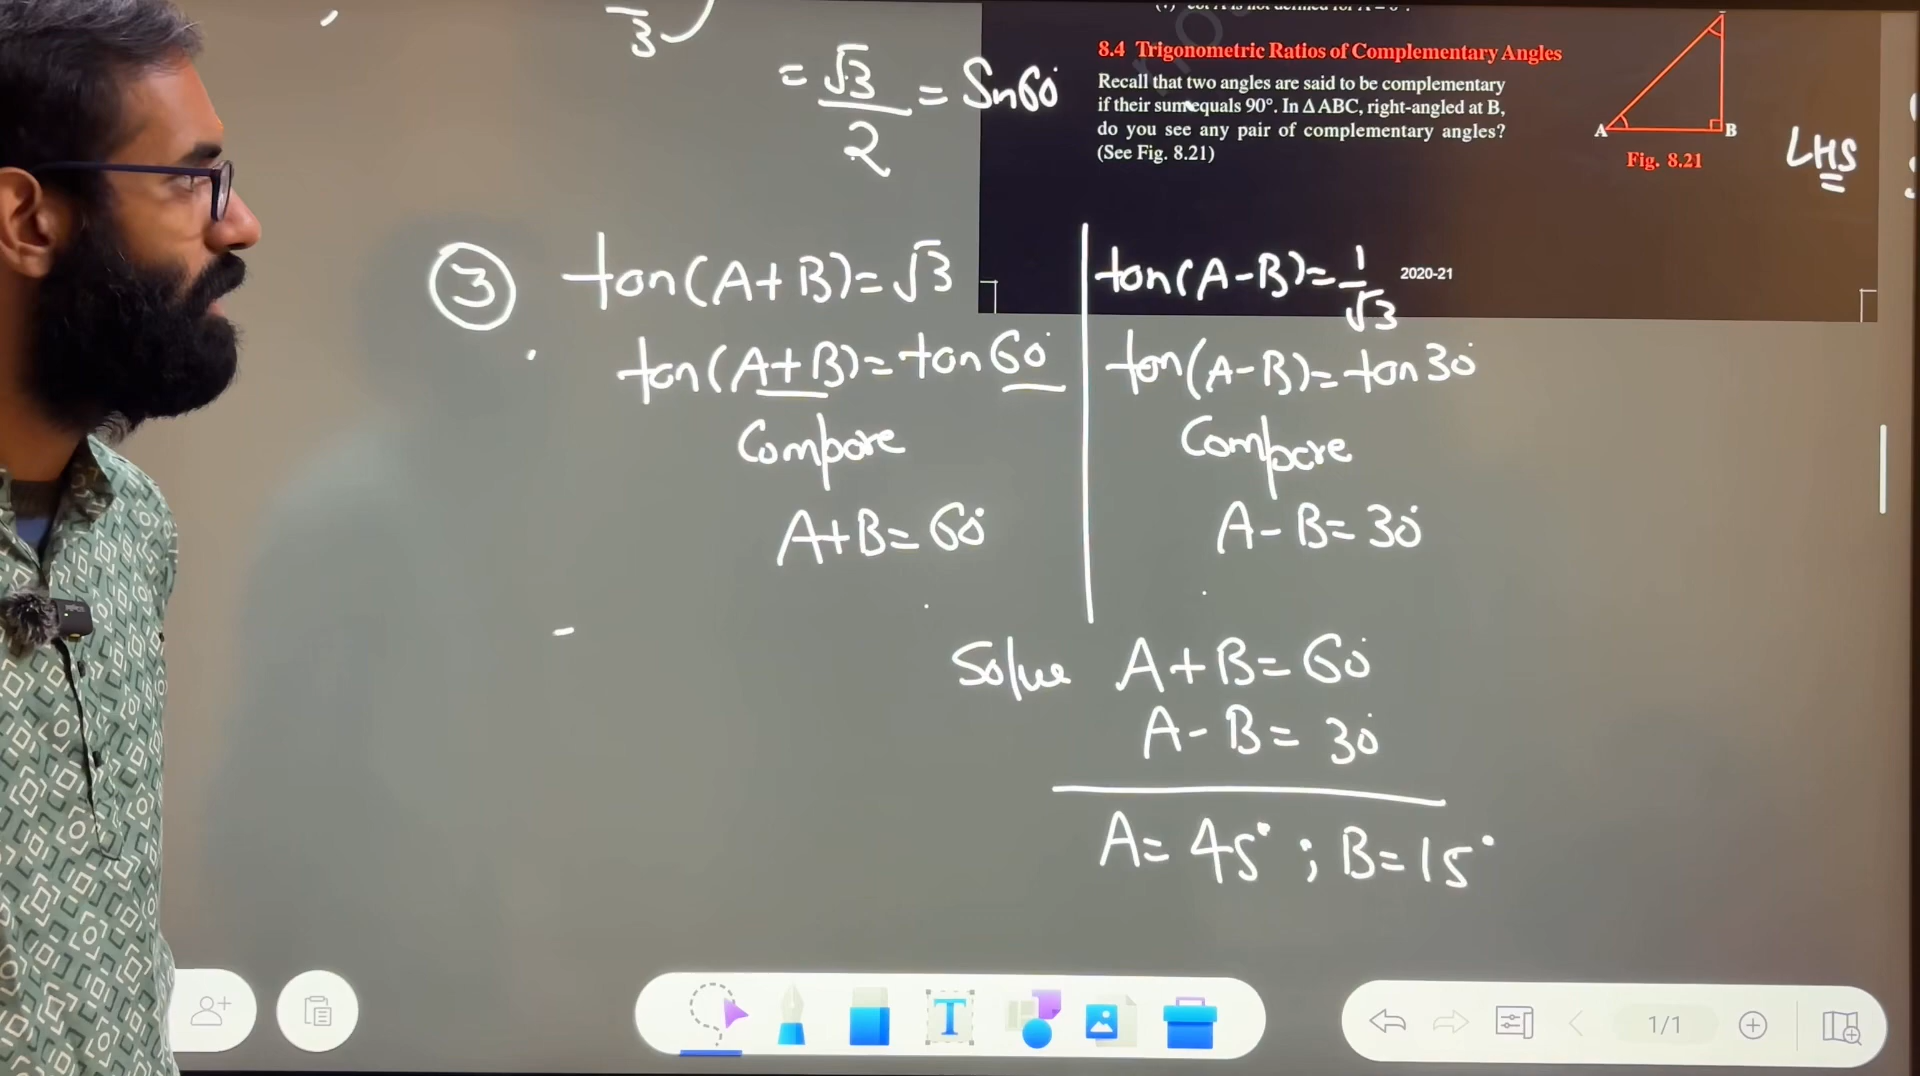 8.4 Trigonometric Ratios of Complementary Angles
Recall that two angles are said to be complementary
if their sum equals 90°. In Δ ABC, right-angled at B,
do you see any pair of complementary angles?
(See Fig. 8.21)
A
B
Fig. 8.21
LHS
3
= √3/2 = Sn60°
2020-21
③ tan(A+B)=√3
tan(A+B)=tan60°
Compare
A+B=60°
tan(A-B)=1/√3
tan(A-B)=tan30°
Compare
A-B=30°
Solve A+B=60°
A-B=30°
A=45° ; B=15°
T
1/1